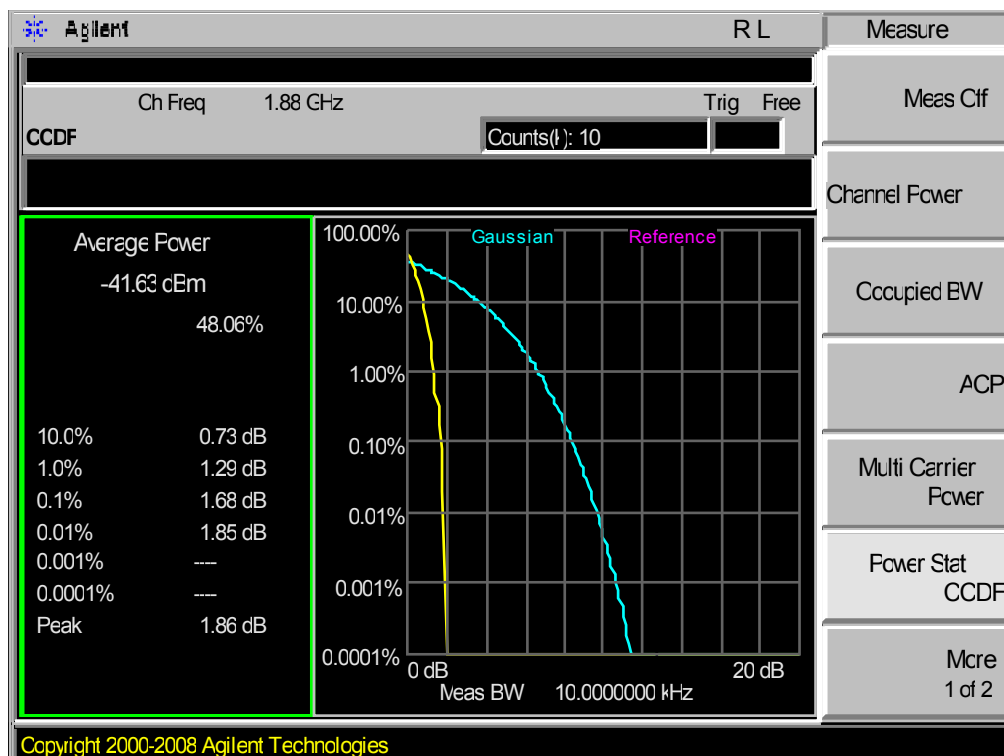 Agilent R L
Ch Freq 1.88 GHz Trig Free
CCDF
Counts(k): 10
Average Power
-41.63 dBm
48.06%
10.0% 0.73 dB
1.0% 1.29 dB
0.1% 1.68 dB
0.01% 1.85 dB
0.001% ----
0.0001% ----
Peak 1.86 dB
Gaussian Reference
100.00%
10.00%
1.00%
0.10%
0.01%
0.001%
0.0001%
0 dB 20 dB
Meas BW 10.0000000 kHz
Measure
Meas Off
Channel Power
Occupied BW
ACP
Multi Carrier
Power
Power Stat
CCDF
More
1 of 2
Copyright 2000-2008 Agilent Technologies